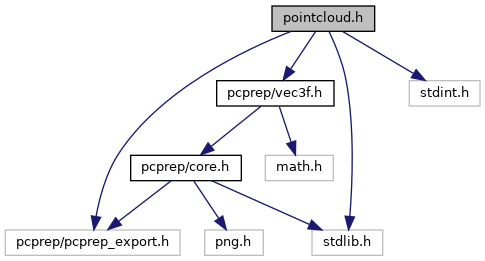 pointcloud.h
pcprep/vec3f.h
stdint.h
pcprep/core.h
math.h
pcprep/pcprep_export.h
png.h
stdlib.h